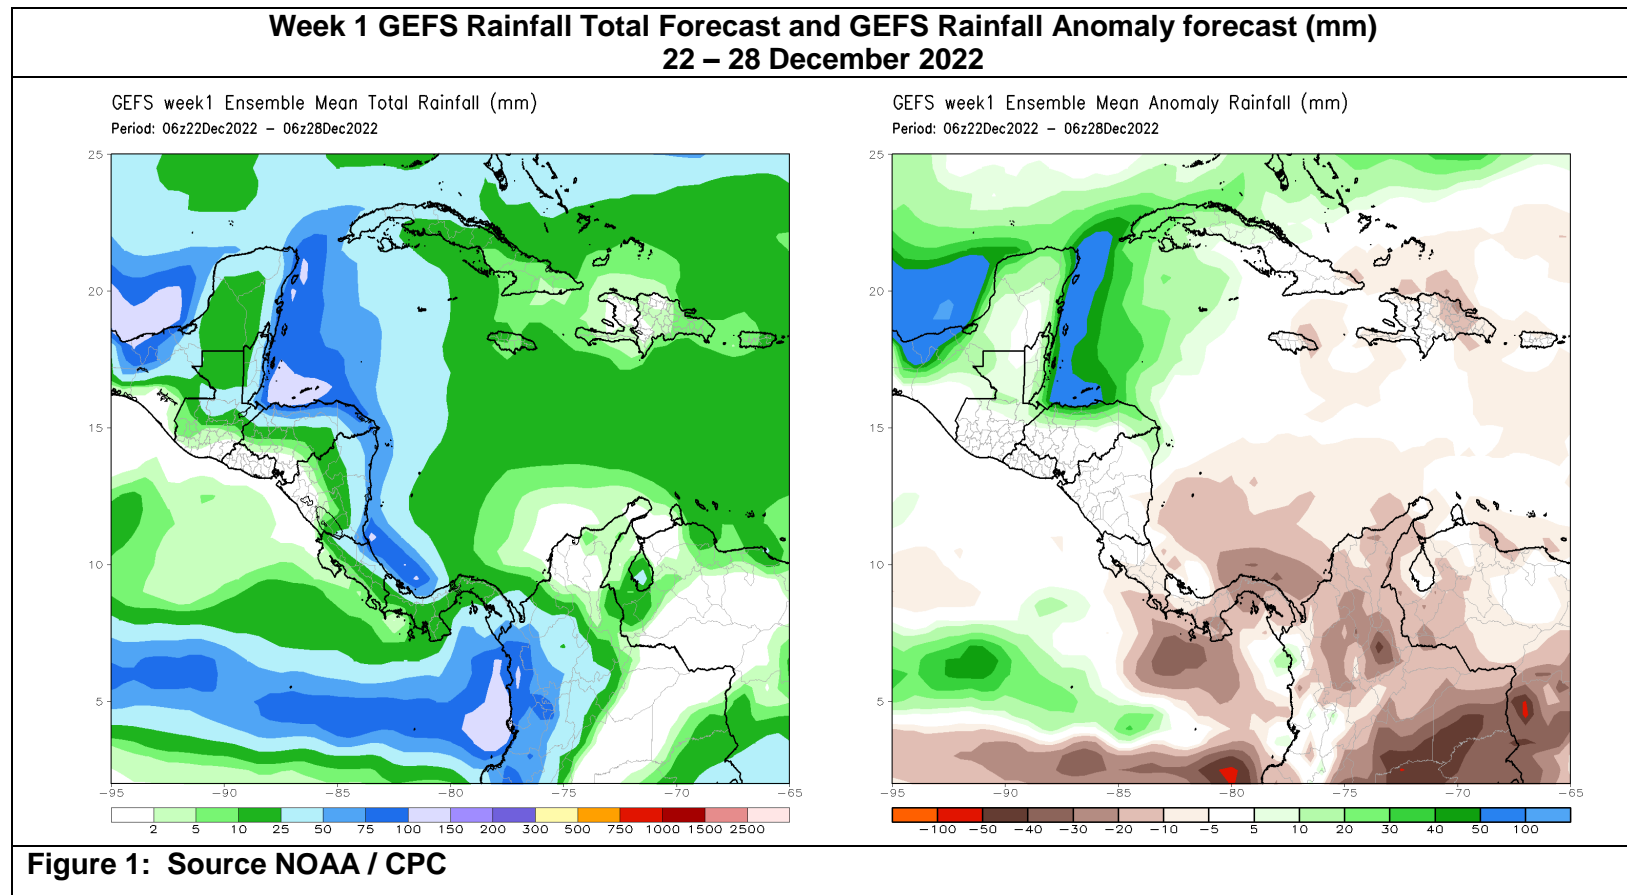 Week 1 GEFS Rainfall Total Forecast and GEFS Rainfall Anomaly forecast (mm)
22 – 28 December 2022
GEFS week1 Ensemble Mean Total Rainfall (mm)
Period: 06z22Dec2022 – 06z28Dec2022
25
20
15
10
5
-95 -90 -85 -80 -75 -70 -65
2 5 10 25 50 75 100 150 200 300 500 750 1000 1500 2500
GEFS week1 Ensemble Mean Anomaly Rainfall (mm)
Period: 06z22Dec2022 – 06z28Dec2022
25
20
15
10
5
-95 -90 -85 -80 -75 -70 -65
-100 -50 -40 -30 -20 -10 -5 5 10 20 30 40 50 100
Figure 1: Source NOAA / CPC